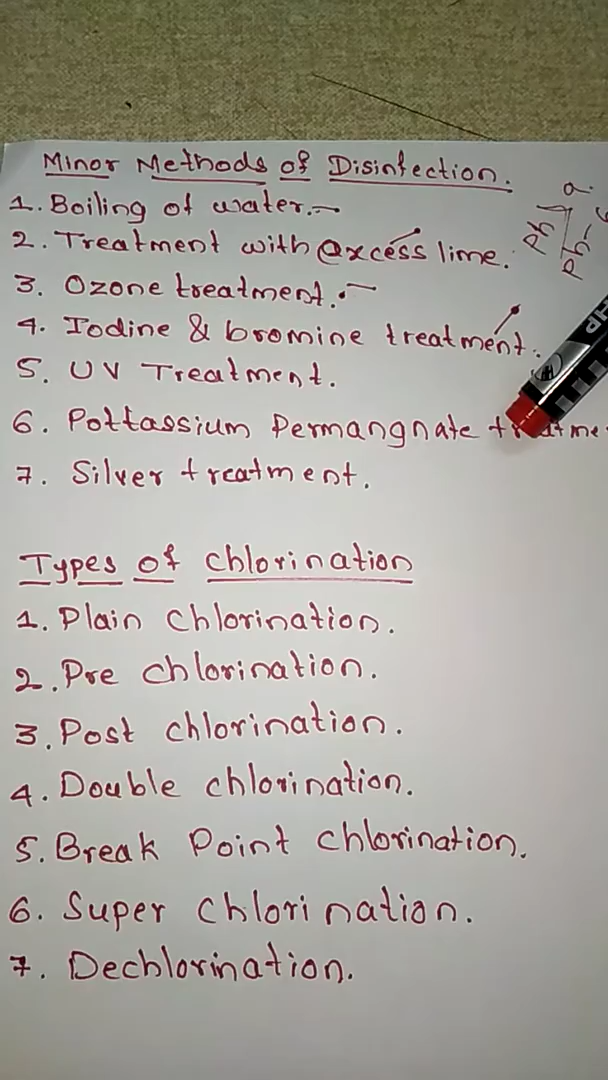 Minor Methods of Disinfection.
1. Boiling of water.
2. Treatment with excess lime.
3. Ozone treatment.
4. Iodine & bromine treatment.
5. UV Treatment.
6. Pottassium Permangnate
7. Silver treatment.
Types of chlorination
1. Plain chlorination.
2. Pre chlorination.
3. Post chlorination.
4. Double chlorination.
5. Break Point chlorination.
6. Super chlorination.
7. Dechlorination.